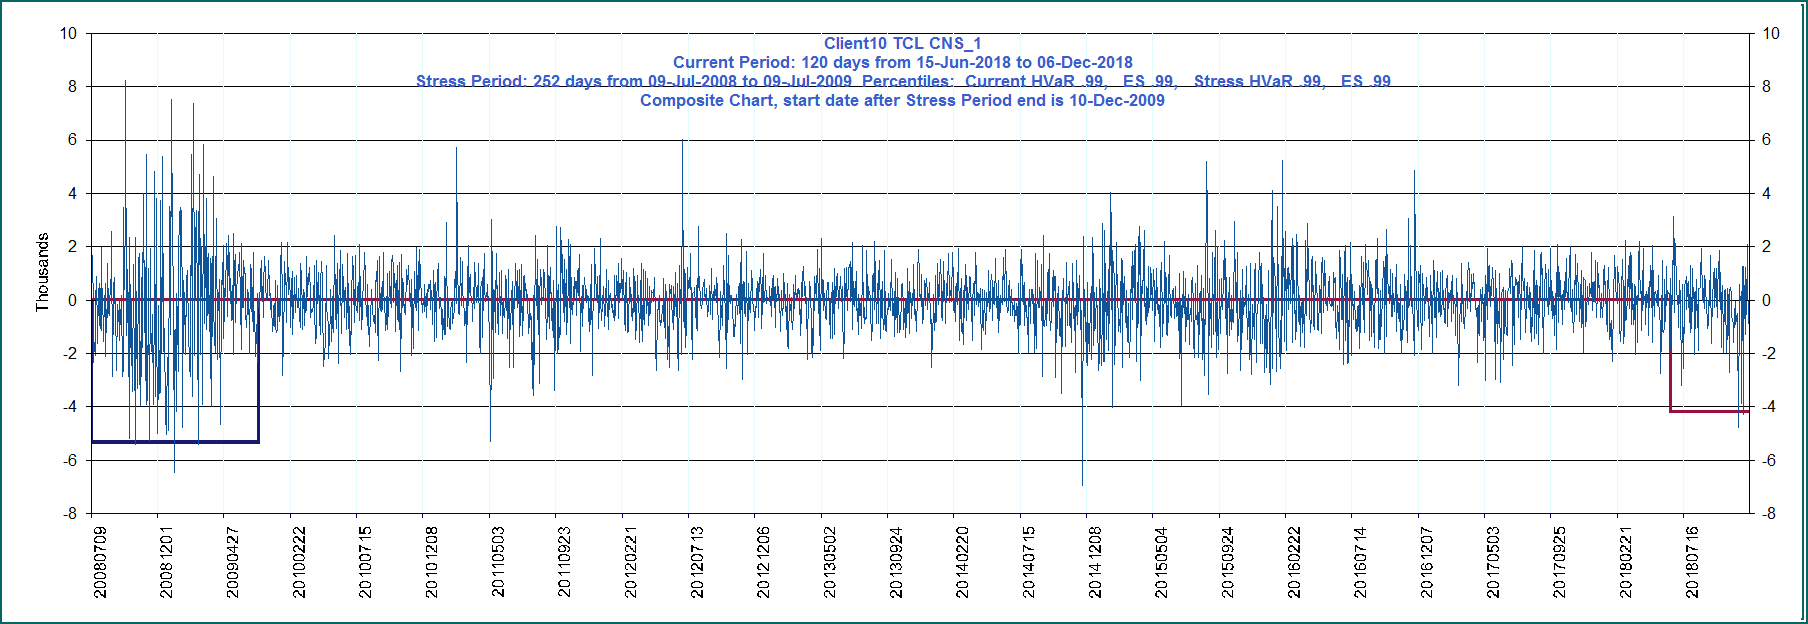 Client10 TCL CNS_1
Current Period: 120 days from 15-Jun-2018 to 06-Dec-2018
Stress Period: 252 days from 09-Jul-2008 to 09-Jul-2009 Percentiles: Current HVaR .99, ES .99, Stress HVaR .99, ES .99
Composite Chart, start date after Stress Period end is 10-Dec-2009
Thousands
10 10
8 8
6 6
4 4
2 2
0 0
-2 -2
-4 -4
-6 -6
-8 -8
20080709 20081201 20090427 20100222 20100715 20101208 20110503 20110923 20120221 20120713 20121206 20130502 20130924 20140220 20140715 20141208 20150504 20150924 20160222 20160714 20161207 20170503 20170925 20180221 20180716